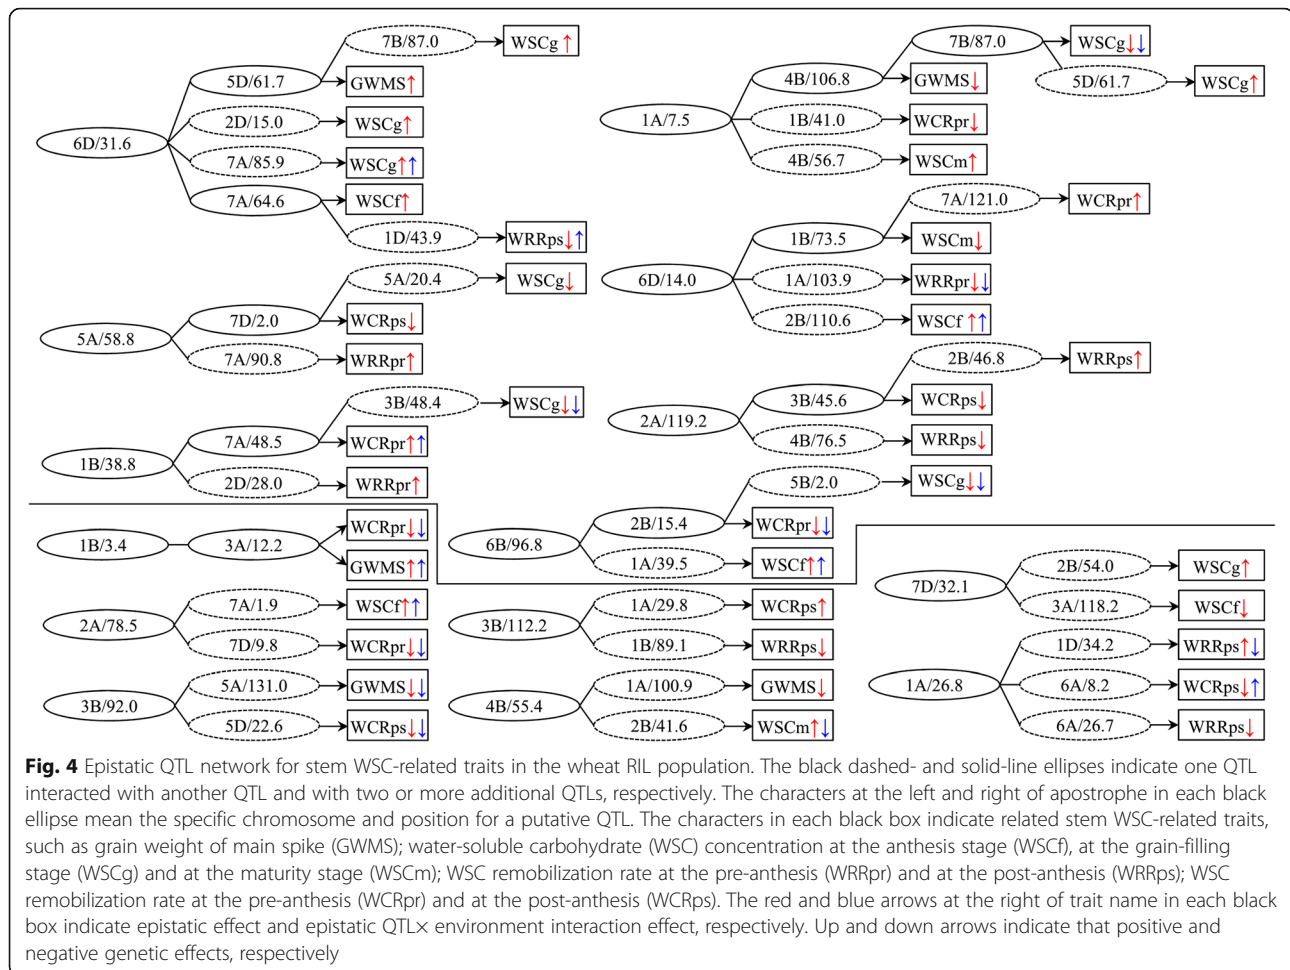 7B/87.0 WSCg↑
5D/61.7 GWMS↑
2D/15.0 WSCg↑
6D/31.6
7A/85.9 WSCg↑↑
7A/64.6 WSCf↑
1D/43.9 WRRps↓↑
5A/20.4 WSCg↓
7D/2.0 WCRps↓
5A/58.8
7A/90.8 WRRpr↑
3B/48.4 WSCg↓↓
7A/48.5 WCRpr↑↑
1B/38.8
2D/28.0 WRRpr↑
7B/87.0 WSCg↓↓
4B/106.8 GWMS↓
5D/61.7 WSCg↑
1A/7.5
1B/41.0 WCRpr↓
4B/56.7 WSCm↑
7A/121.0 WCRpr↑
1B/73.5 WSCm↓
6D/14.0
1A/103.9 WRRpr↓↓
2B/110.6 WSCf↑↑
2B/46.8 WRRps↑
3B/45.6 WCRps↓
2A/119.2
4B/76.5 WRRps↓
5B/2.0 WSCg↓↓
2B/15.4 WCRpr↓↓
6B/96.8
1A/39.5 WSCf↑↑
WCRpr↓↓
1B/3.4 3A/12.2
GWMS↑↑
7A/1.9 WSCf↑↑
2A/78.5
7D/9.8 WCRpr↓↓
5A/131.0 GWMS↓↓
3B/92.0
5D/22.6 WCRps↓↓
1A/29.8 WCRps↑
3B/112.2
1B/89.1 WRRps↓
1A/100.9 GWMS↓
4B/55.4
2B/41.6 WSCm↑↓
2B/54.0 WSCg↑
7D/32.1
3A/118.2 WSCf↓
1D/34.2 WRRps↑↓
1A/26.8 6A/8.2 WCRps↓↑
6A/26.7 WRRps↓
Fig. 4 Epistatic QTL network for stem WSC-related traits in the wheat RIL population. The black dashed- and solid-line ellipses indicate one QTL
interacted with another QTL and with two or more additional QTLs, respectively. The characters at the left and right of apostrophe in each black
ellipse mean the specific chromosome and position for a putative QTL. The characters in each black box indicate related stem WSC-related traits,
such as grain weight of main spike (GWMS); water-soluble carbohydrate (WSC) concentration at the anthesis stage (WSCf), at the grain-filling
stage (WSCg) and at the maturity stage (WSCm); WSC remobilization rate at the pre-anthesis (WRRpr) and at the post-anthesis (WRRps); WSC
remobilization rate at the pre-anthesis (WCRpr) and at the post-anthesis (WCRps). The red and blue arrows at the right of trait name in each black
box indicate epistatic effect and epistatic QTL× environment interaction effect, respectively. Up and down arrows indicate that positive and
negative genetic effects, respectively